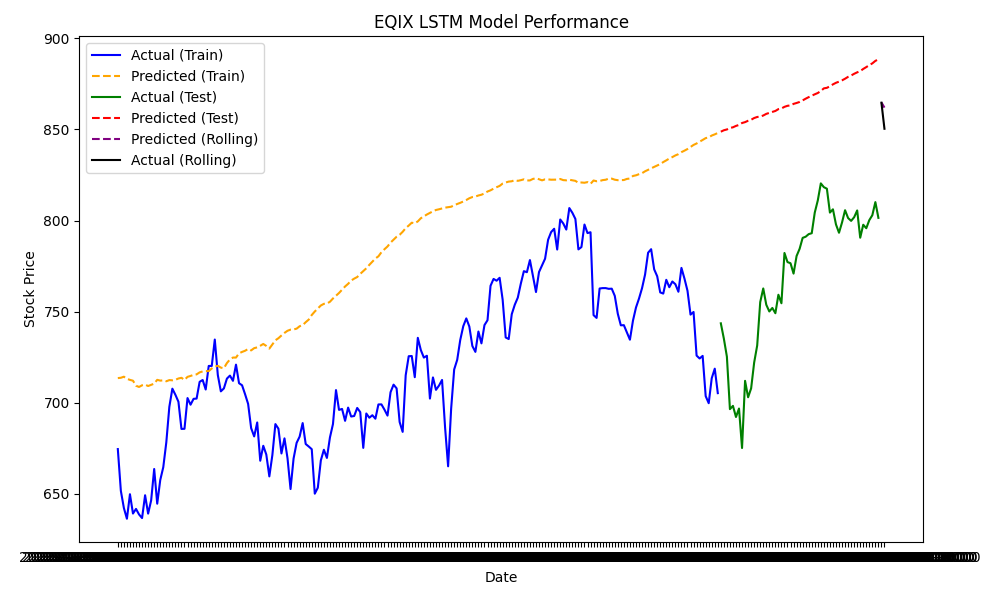 EQIX LSTM Model Performance
900
850
800
750
700
650
Stock Price
Actual (Train)
Predicted (Train)
Actual (Test)
Predicted (Test)
Predicted (Rolling)
Actual (Rolling)
Date